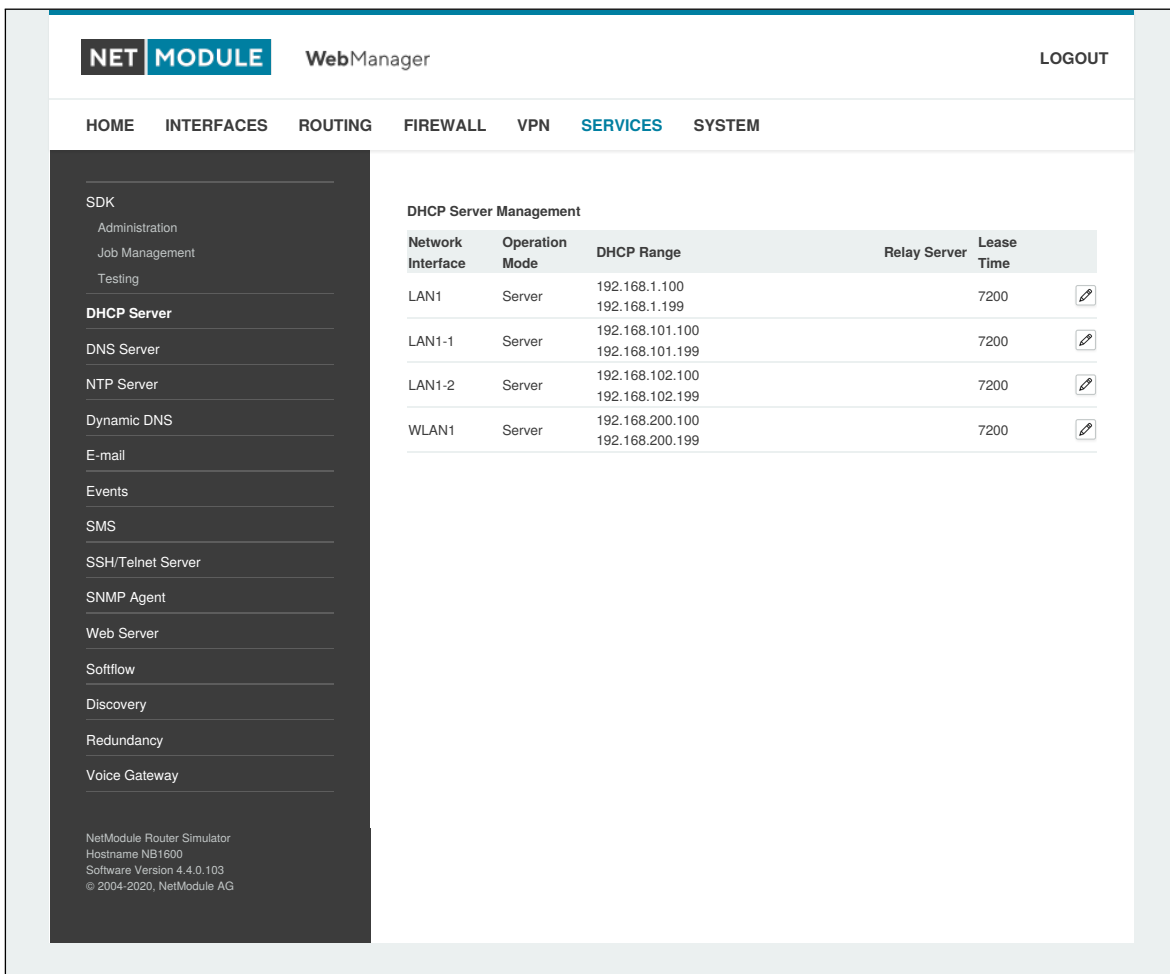 NET MODULE WebManager LOGOUT
HOME INTERFACES ROUTING FIREWALL VPN SERVICES SYSTEM
SDK
Administration
Job Management
Testing
DHCP Server
DNS Server
NTP Server
Dynamic DNS
E-mail
Events
SMS
SSH/Telnet Server
SNMP Agent
Web Server
Softflow
Discovery
Redundancy
Voice Gateway
NetModule Router Simulator
Hostname NB1600
Software Version 4.4.0.103
© 2004-2020, NetModule AG
DHCP Server Management
Network Interface Operation Mode DHCP Range Relay Server Lease Time
LAN1 Server 192.168.1.100 7200
192.168.1.199
LAN1-1 Server 192.168.101.100 7200
192.168.101.199
LAN1-2 Server 192.168.102.100 7200
192.168.102.199
WLAN1 Server 192.168.200.100 7200
192.168.200.199